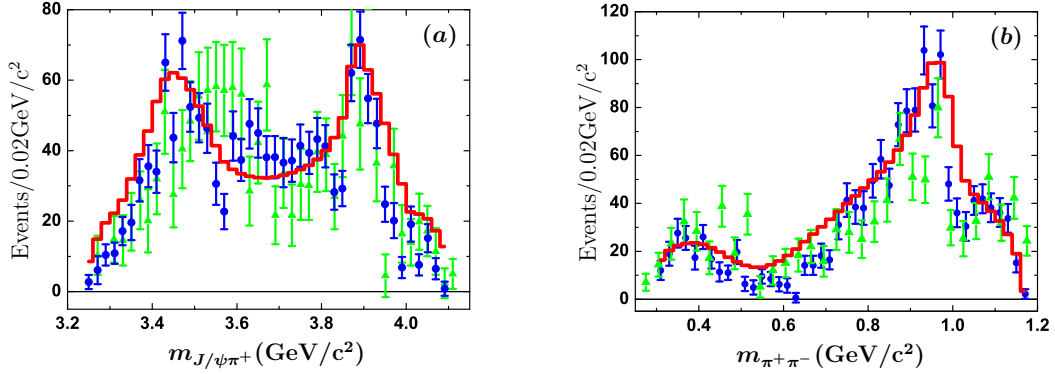 (a)
Events/0.02GeV/c²
80
60
40
20
0
3.2 3.4 3.6 3.8 4.0
m_{J/ψπ⁺}(GeV/c²)
(b)
Events/0.02GeV/c²
120
100
80
60
40
20
0
0.4 0.6 0.8 1.0 1.2
m_{π⁺π⁻}(GeV/c²)